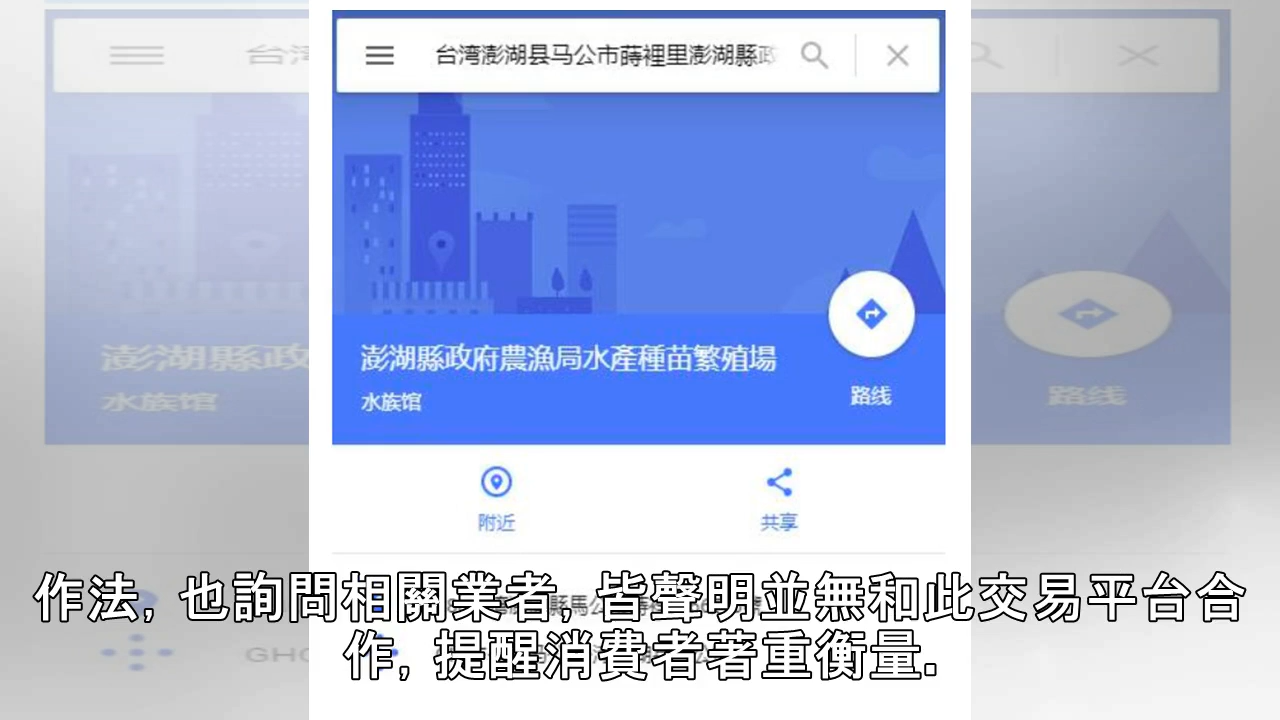 台湾澎湖县马公市蒔裡里澎湖縣政
澎湖縣政府農漁局水產種苗繁殖場
水族馆
路线
附近
共享
作法, 也詢問相關業者, 皆聲明並無和此交易平台合
作, 提醒消費者著重衡量.